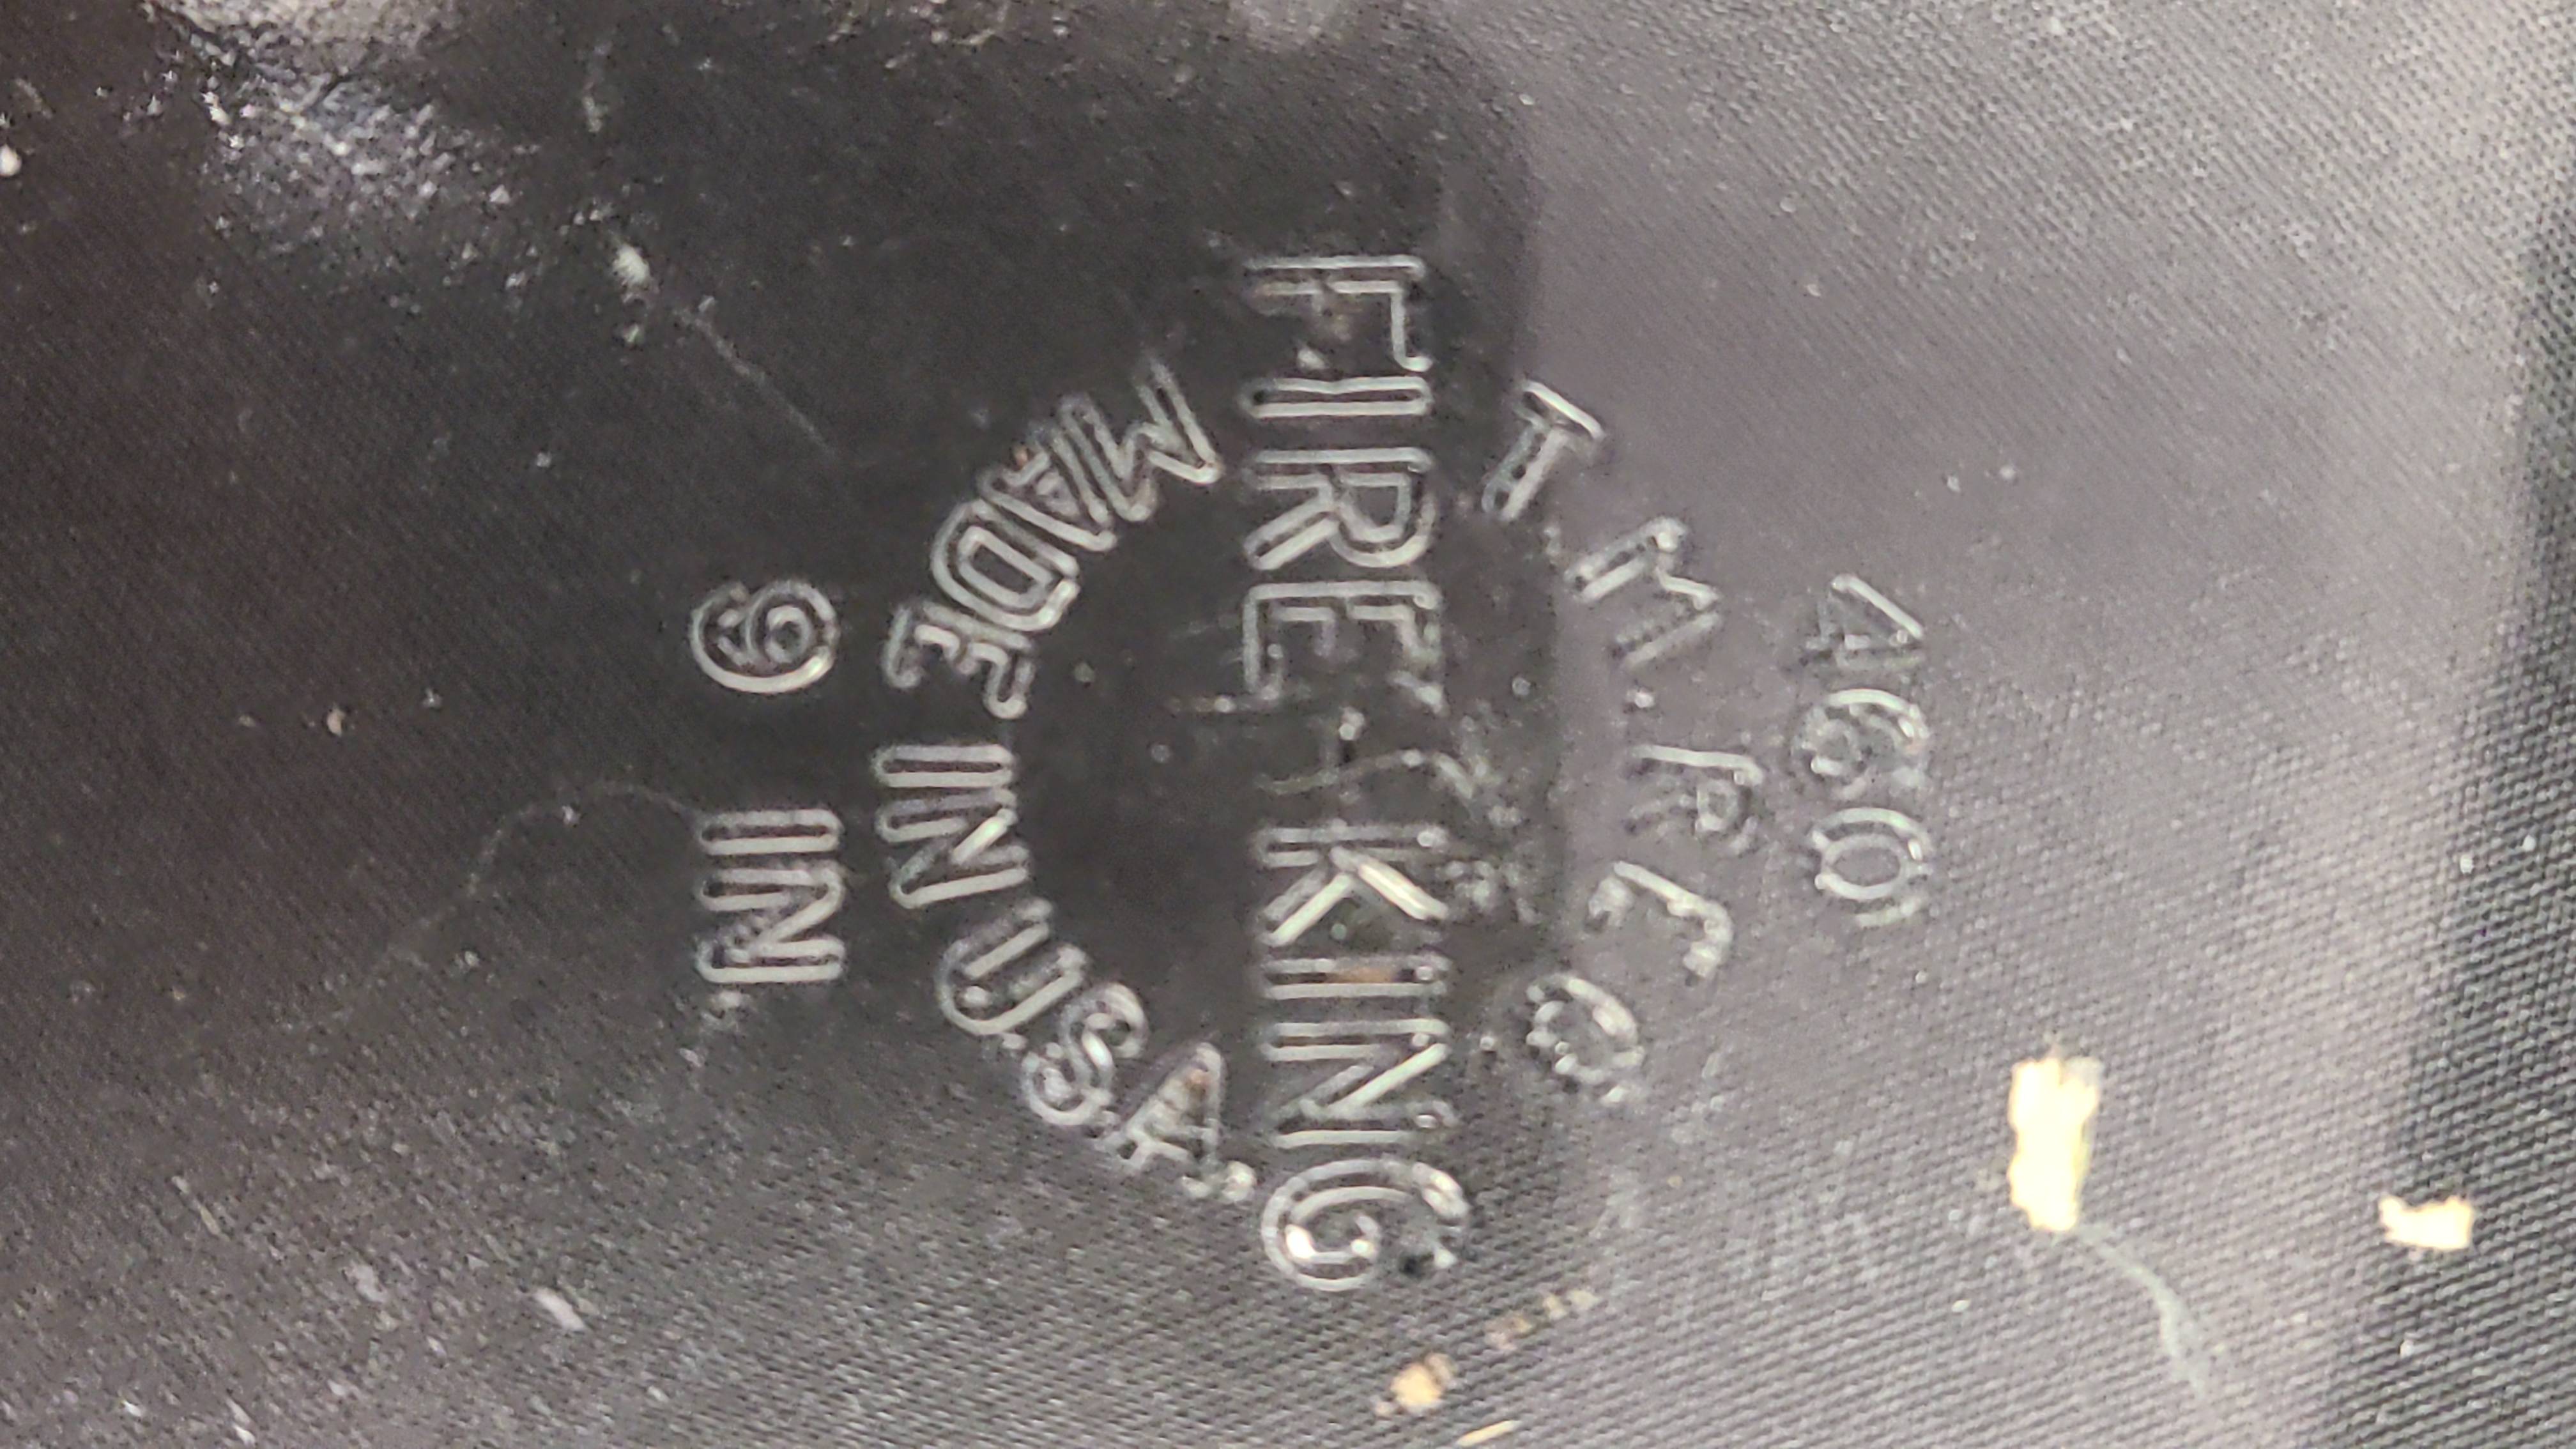 460
T.M. REG
FIRE-KING
MADE IN U.S.A.
9 IN.